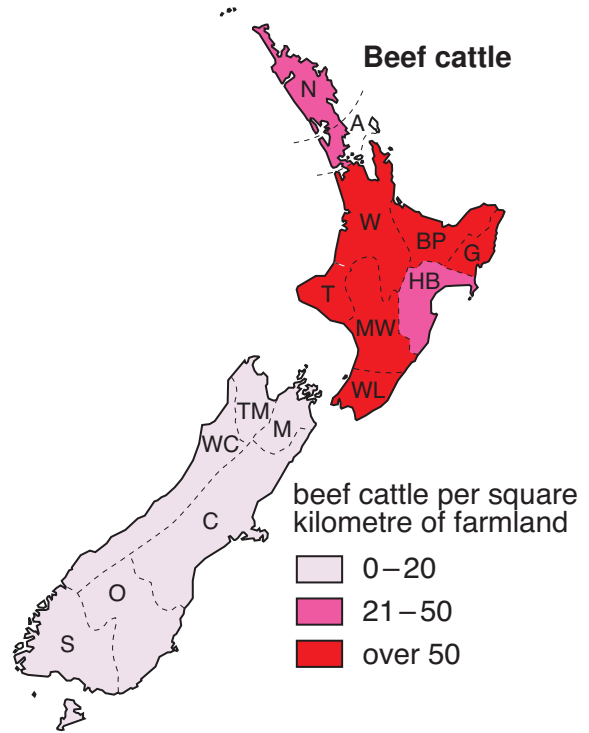 Beef cattle
N
A
W
BP
G
HB
T
MW
WL
TM
M
WC
C
O
S
beef cattle per square
kilometre of farmland
0–20
21–50
over 50